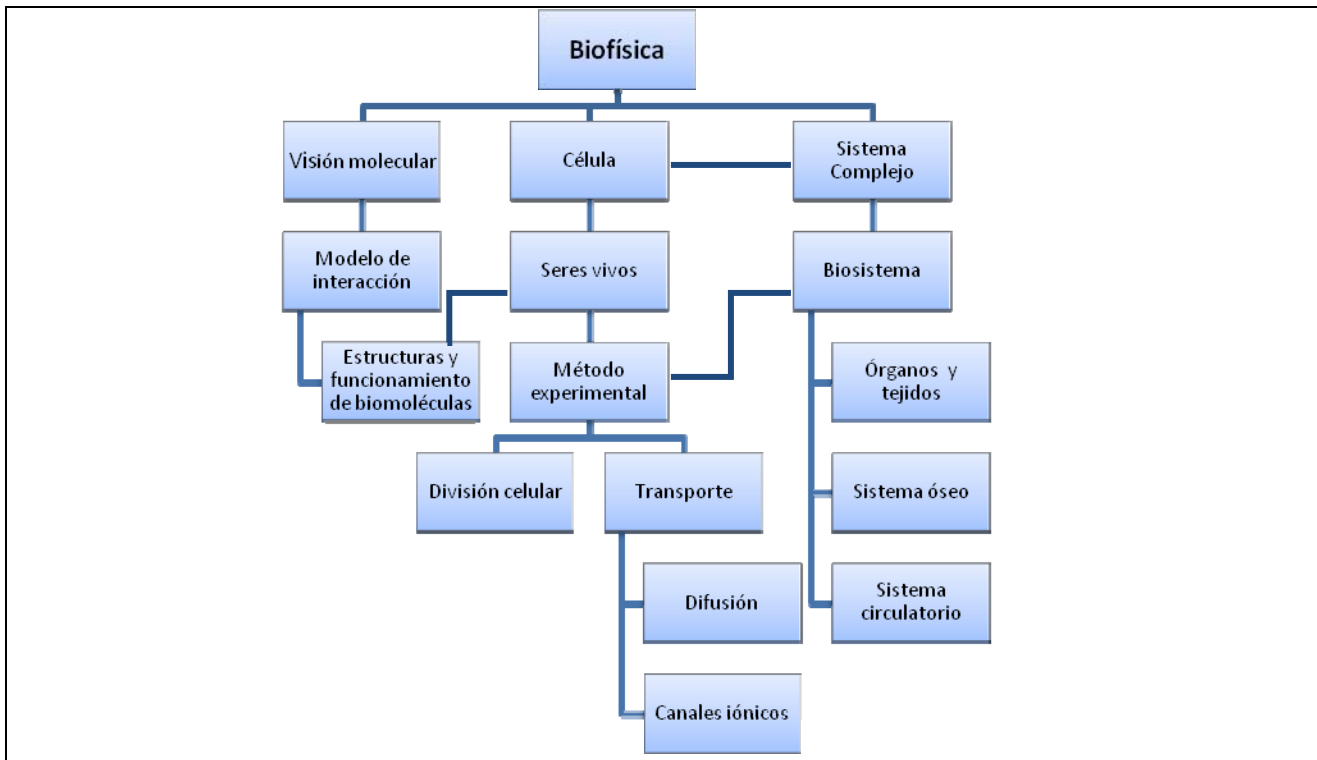 Biofísica
Visión molecular
Célula
Sistema
Complejo
Modelo de
interacción
Seres vivos
Biosistema
Estructuras y
funcionamiento
de biomoléculas
Método
experimental
Órganos y
tejidos
División celular
Transporte
Sistema óseo
Difusión
Sistema
circulatorio
Canales iónicos